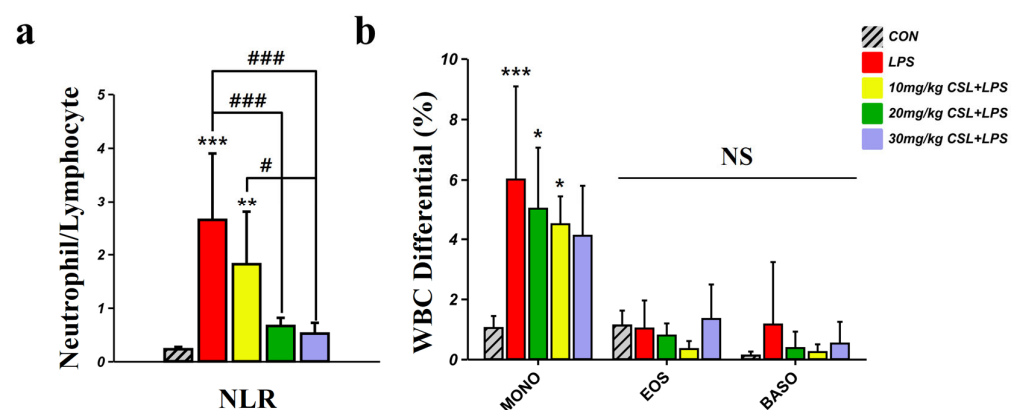 a
Neutrophil/Lymphocyte
5
4
3
2
1
0
***
**
###
###
#
NLR
b
WBC Differential (%)
10
8
6
4
2
0
***
*
*
NS
MONO
EOS
BASO
CON
LPS
10mg/kg CSL+LPS
20mg/kg CSL+LPS
30mg/kg CSL+LPS